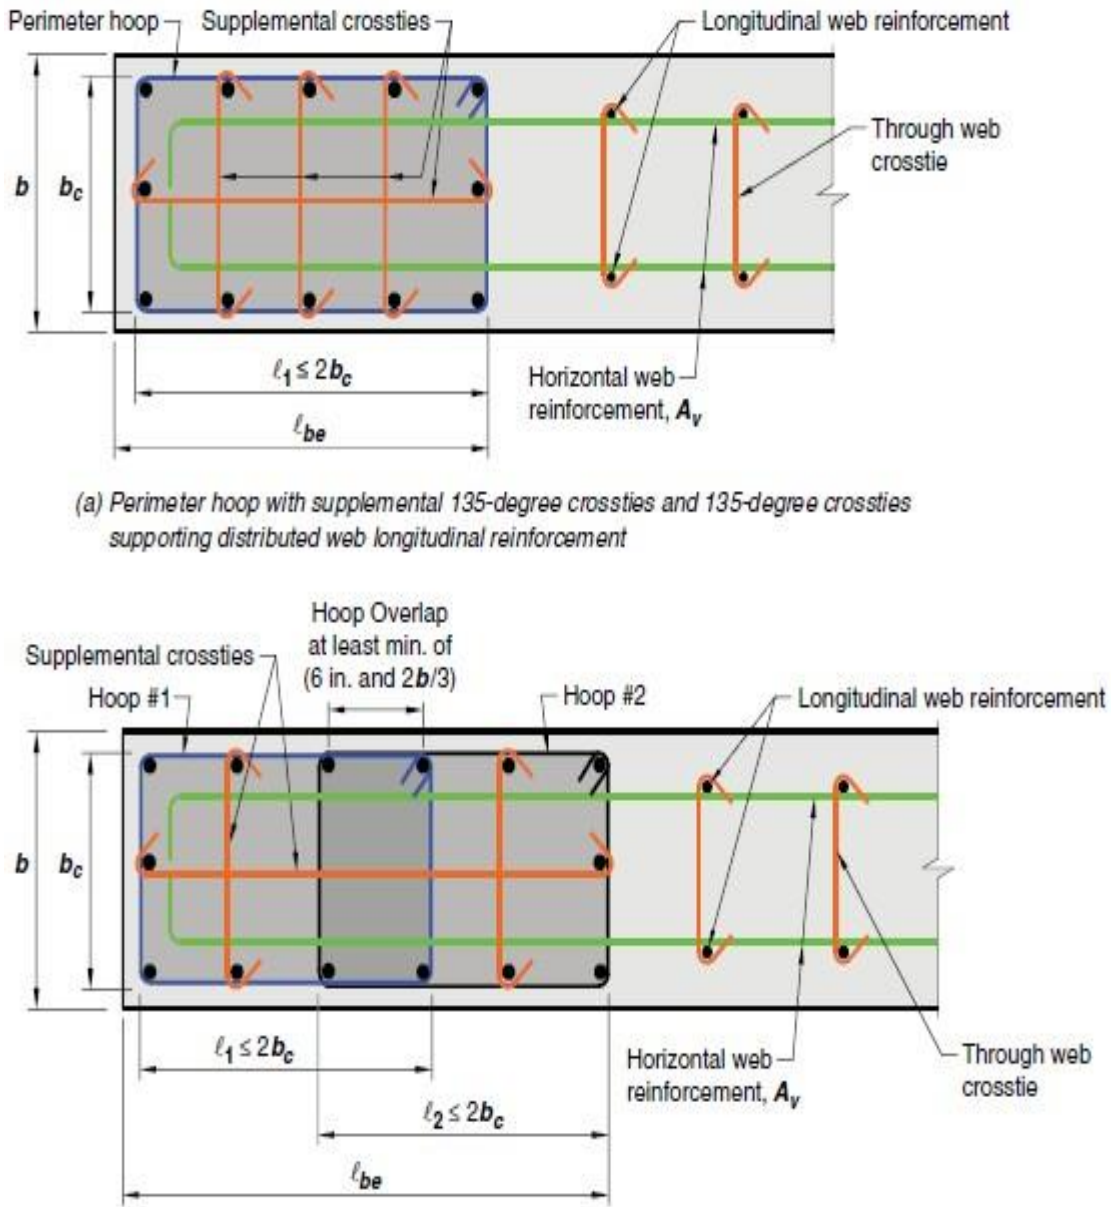 Perimeter hoop
Supplemental crossties
Longitudinal web reinforcement
Through web
crosstie
b
b_c
ℓ_1 ≤ 2b_c
ℓ_be
Horizontal web
reinforcement, A_v
(a) Perimeter hoop with supplemental 135-degree crossties and 135-degree crossties
supporting distributed web longitudinal reinforcement
Hoop Overlap
at least min. of
(6 in. and 2b/3)
Supplemental crossties
Hoop #1
Hoop #2
Longitudinal web reinforcement
b
b_c
ℓ_1 ≤ 2b_c
ℓ_2 ≤ 2b_c
ℓ_be
Horizontal web
reinforcement, A_v
Through web
crosstie